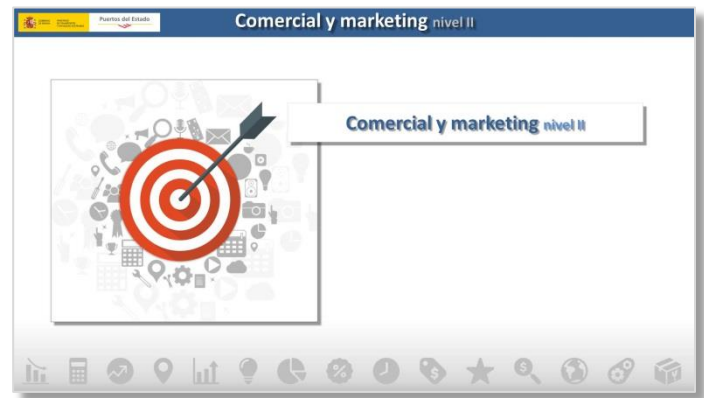 Puertos del Estado
Comercial y marketing nivel II
Comercial y marketing nivel II